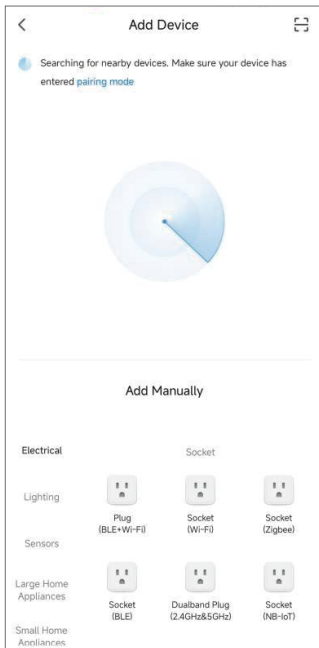 Add Device
Searching for nearby devices. Make sure your device has
entered pairing mode
Add Manually
Electrical
Socket
Lighting
Plug
(BLE+Wi-Fi)
Socket
(Wi-Fi)
Socket
(Zigbee)
Sensors
Large Home
Appliances
Socket
(BLE)
Dualband Plug
(2.4GHz&5GHz)
Socket
(NB-IoT)
Small Home
Appliances